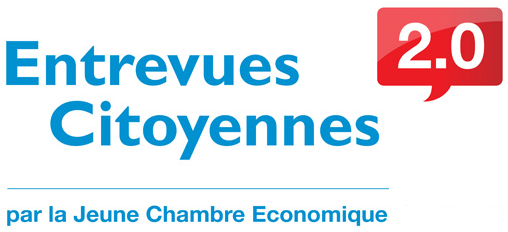 Entrevues
Citoyennes
2.0
par la Jeune Chambre Economique